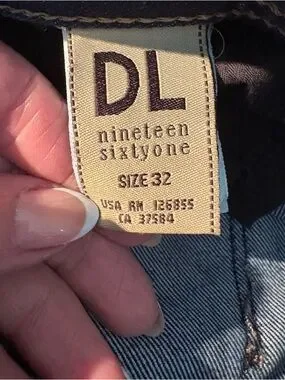 DL
nineteen
sixtyone
SIZE 32
USA RN 126855
CA 37584